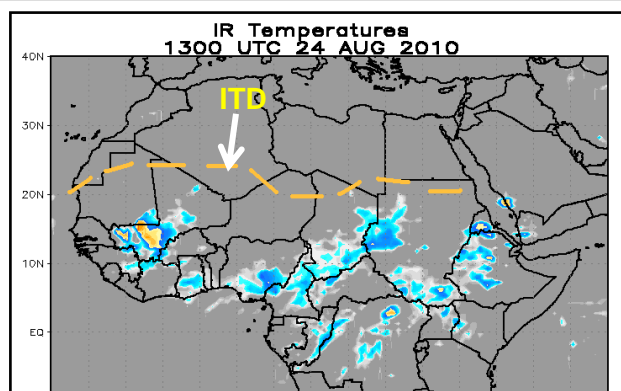 IR Temperatures
1300 UTC 24 AUG 2010
40N
ITD
30N
20N
10N
EQ